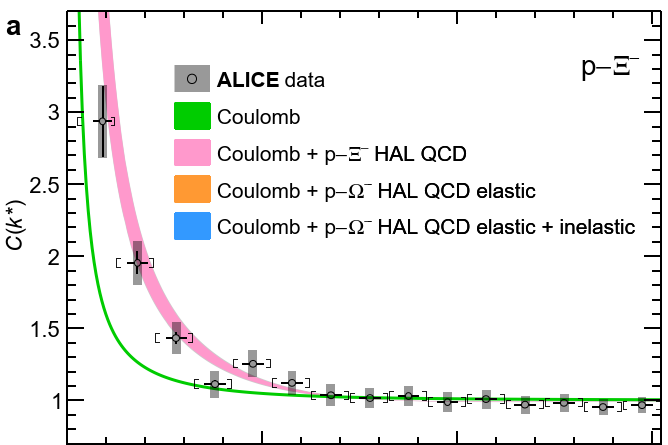 a
p–Ξ⁻
ALICE data
Coulomb
Coulomb + p–Ξ⁻ HAL QCD
Coulomb + p–Ω⁻ HAL QCD elastic
Coulomb + p–Ω⁻ HAL QCD elastic + inelastic
C(k*)
3.5
3
2.5
2
1.5
1